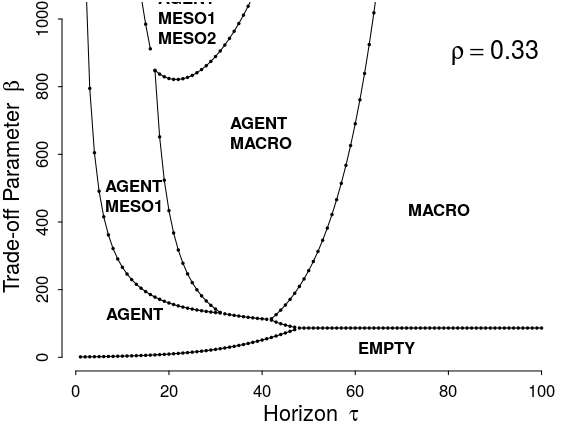 AGENT
MESO1
MESO2
ρ = 0.33
AGENT
MACRO
AGENT
MESO1
MACRO
AGENT
EMPTY
Trade-off Parameter β
0
200
400
600
800
1000
0
20
40
60
80
100
Horizon τ